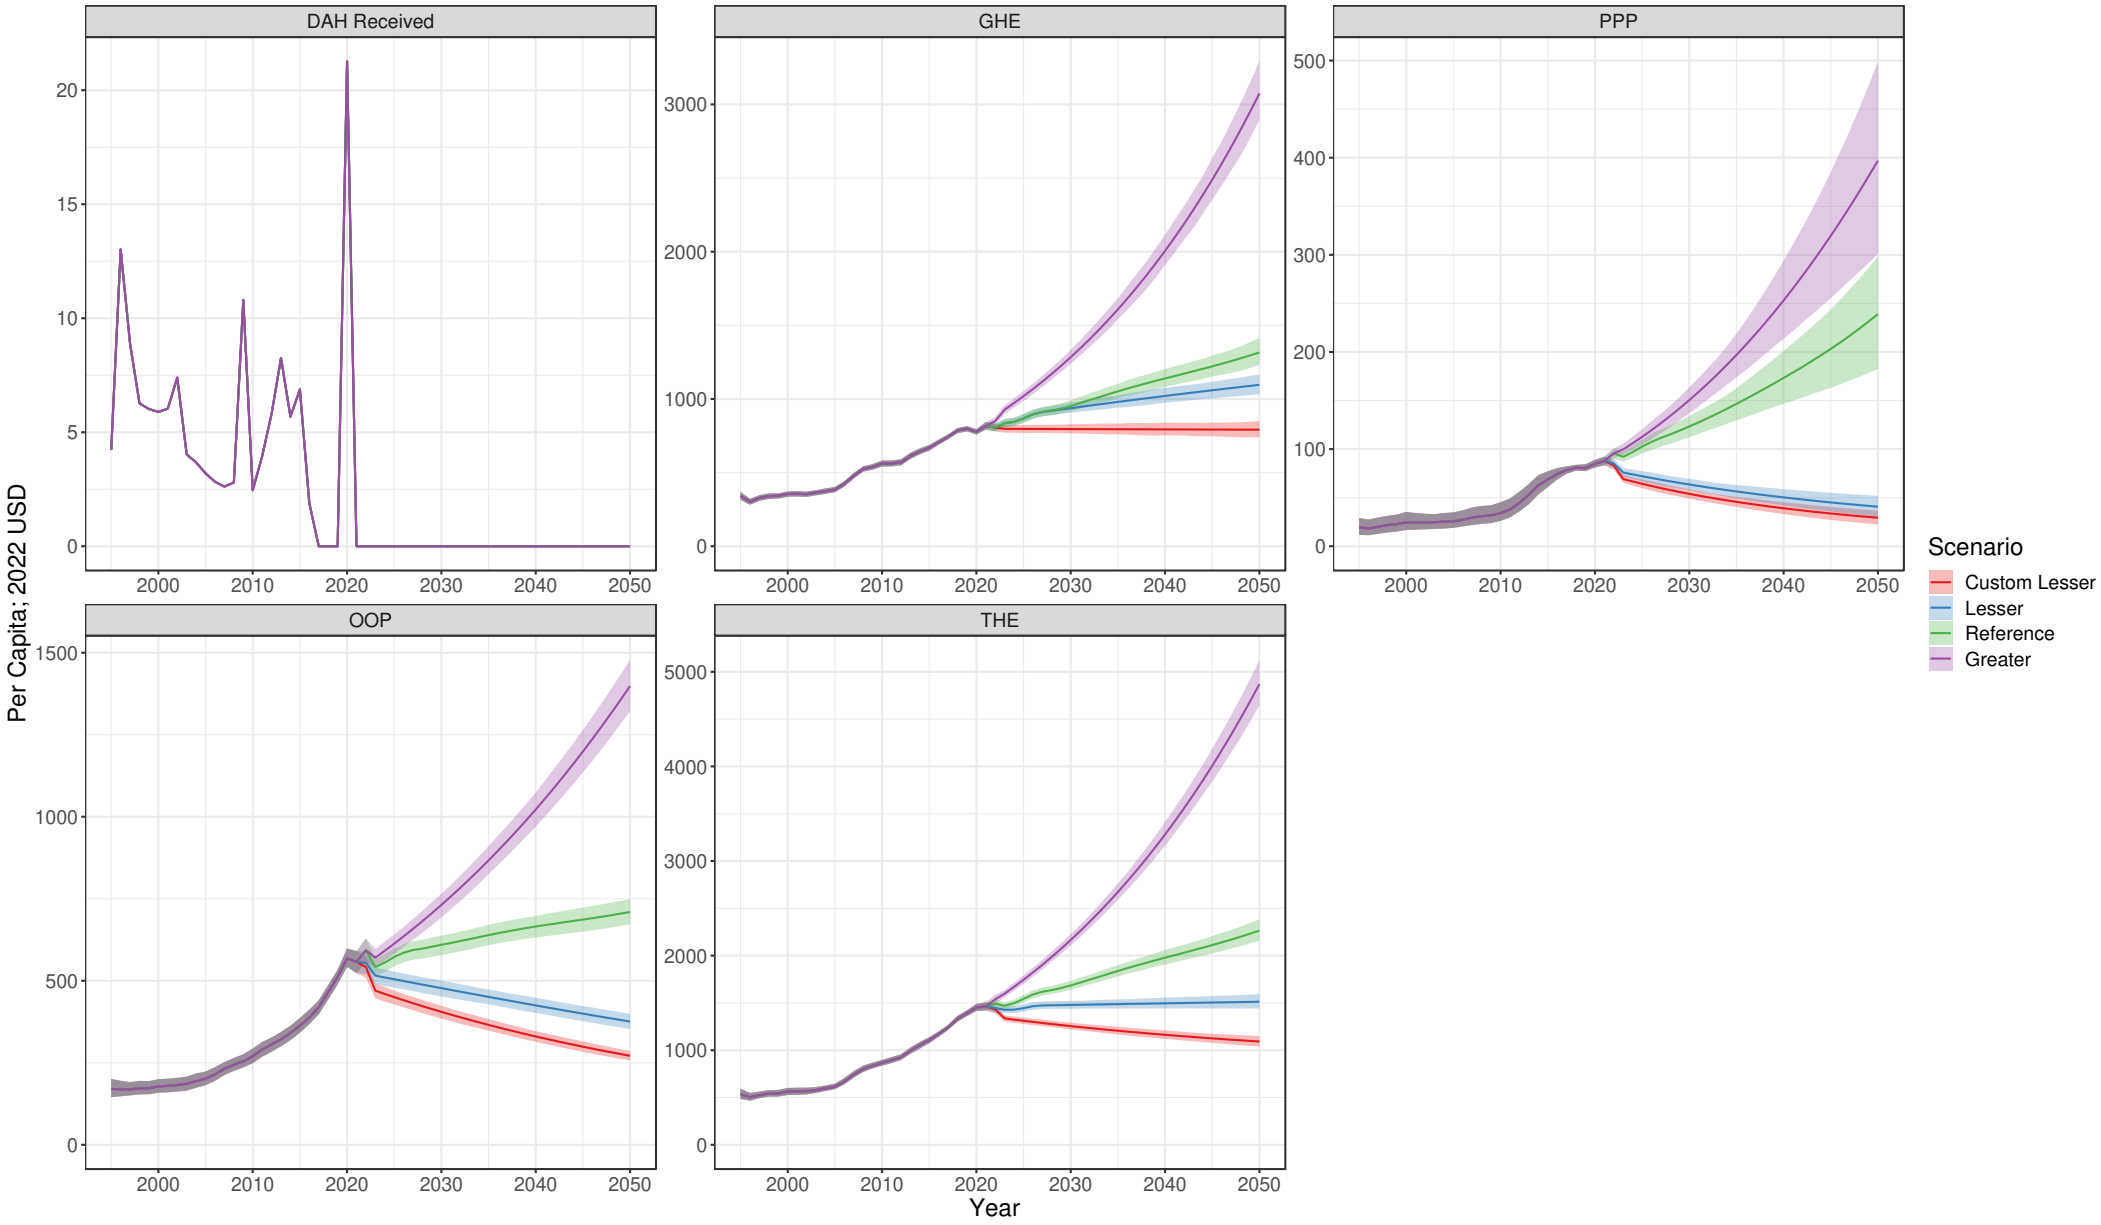 DAH Received
GHE
PPP
20
15
10
5
0
3000
2000
1000
0
500
400
300
200
100
0
2000 2010 2020 2030 2040 2050
2000 2010 2020 2030 2040 2050
2000 2010 2020 2030 2040 2050
OOP
THE
1500
1000
500
0
5000
4000
3000
2000
1000
0
2000 2010 2020 2030 2040 2050
2000 2010 2020 2030 2040 2050
Year
Per Capita; 2022 USD
Scenario
Custom Lesser
Lesser
Reference
Greater